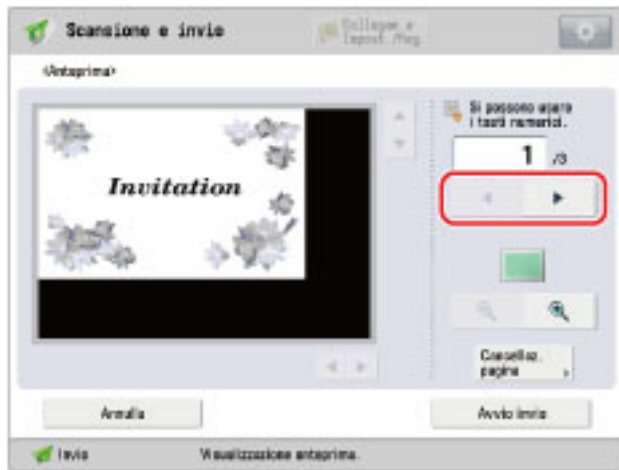 Scansione e invio
Collegam. a
Impost./Reg.
<Anteprima>
Si possono usare
i tasti numerici.
1 /3
Invitation
Cancellaz.
pagina
Annulla
Avvio invio
Invio
Visualizzazione anteprima.